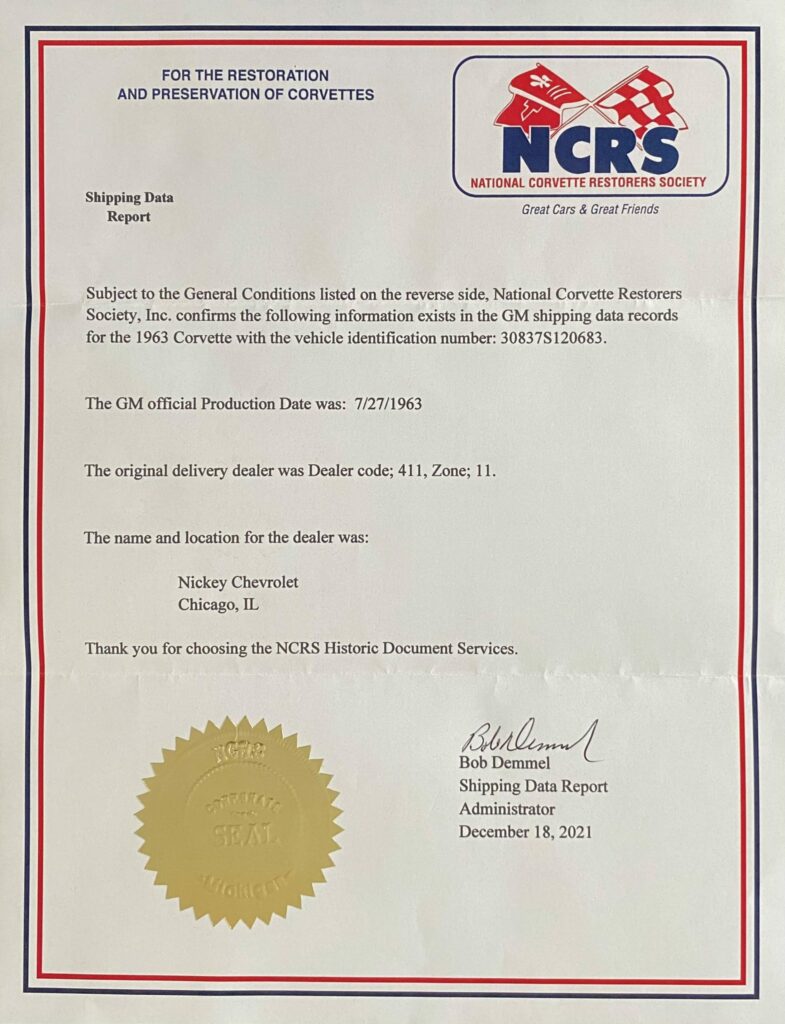 FOR THE RESTORATION
AND PRESERVATION OF CORVETTES
NCRS
NATIONAL CORVETTE RESTORERS SOCIETY
Great Cars & Great Friends
Shipping Data
Report
Subject to the General Conditions listed on the reverse side, National Corvette Restorers
Society, Inc. confirms the following information exists in the GM shipping data records
for the 1963 Corvette with the vehicle identification number: 30837S120683.
The GM official Production Date was: 7/27/1963
The original delivery dealer was Dealer code; 411, Zone; 11.
The name and location for the dealer was:
Nickey Chevrolet
Chicago, IL
Thank you for choosing the NCRS Historic Document Services.
NCRS
CORPORATE
SEAL
MICHIGAN
Bob Demmel
Bob Demmel
Shipping Data Report
Administrator
December 18, 2021